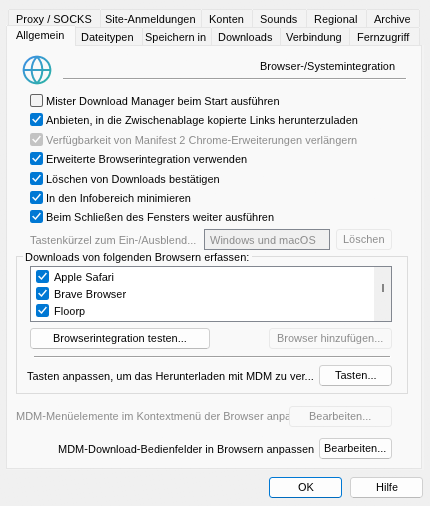 Proxy / SOCKS Site-Anmeldungen Konten Sounds Regional Archive
Allgemein Dateitypen Speichern in Downloads Verbindung Fernzugriff
Browser-/Systemintegration
Mister Download Manager beim Start ausführen
Anbieten, in die Zwischenablage kopierte Links herunterzuladen
Verfügbarkeit von Manifest 2 Chrome-Erweiterungen verlängern
Erweiterte Browserintegration verwenden
Löschen von Downloads bestätigen
In den Infobereich minimieren
Beim Schließen des Fensters weiter ausführen
Tastenkürzel zum Ein-/Ausblend... Windows und macOS Löschen
Downloads von folgenden Browsern erfassen:
Apple Safari
Brave Browser
Floorp
Browserintegration testen... Browser hinzufügen...
Tasten anpassen, um das Herunterladen mit MDM zu ver... Tasten...
MDM-Menüelemente im Kontextmenü der Browser anpa Bearbeiten...
MDM-Download-Bedienfelder in Browsern anpassen Bearbeiten...
OK Hilfe